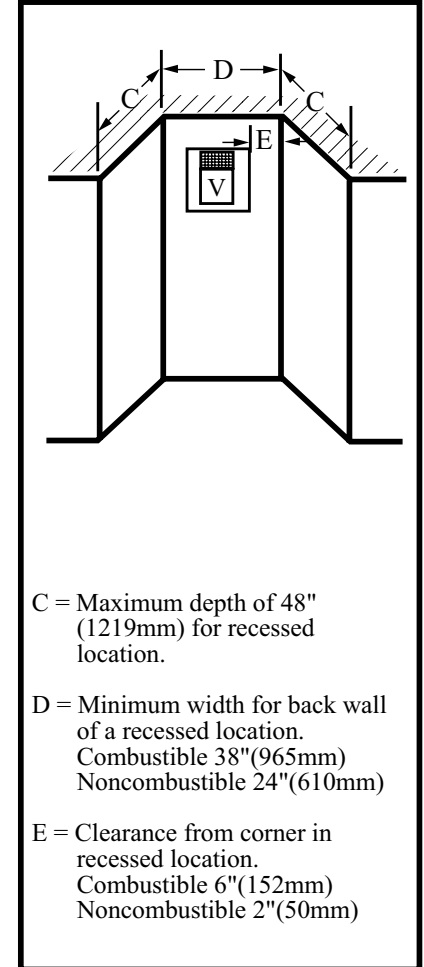 D
C
C
E
V
C = Maximum depth of 48"
(1219mm) for recessed
location.
D = Minimum width for back wall
of a recessed location.
Combustible 38"(965mm)
Noncombustible 24"(610mm)
E = Clearance from corner in
recessed location.
Combustible 6"(152mm)
Noncombustible 2"(50mm)